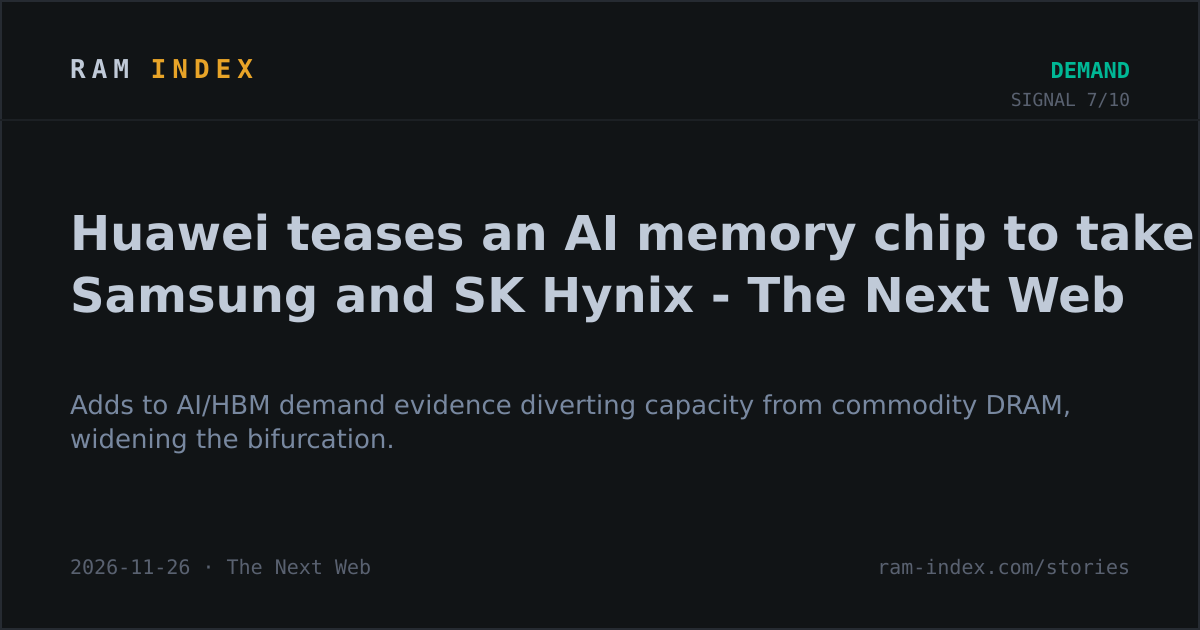 RAM INDEX
DEMAND
SIGNAL 7/10
Huawei teases an AI memory chip to take
Samsung and SK Hynix - The Next Web
Adds to AI/HBM demand evidence diverting capacity from commodity DRAM,
widening the bifurcation.
2026-11-26 · The Next Web
ram-index.com/stories